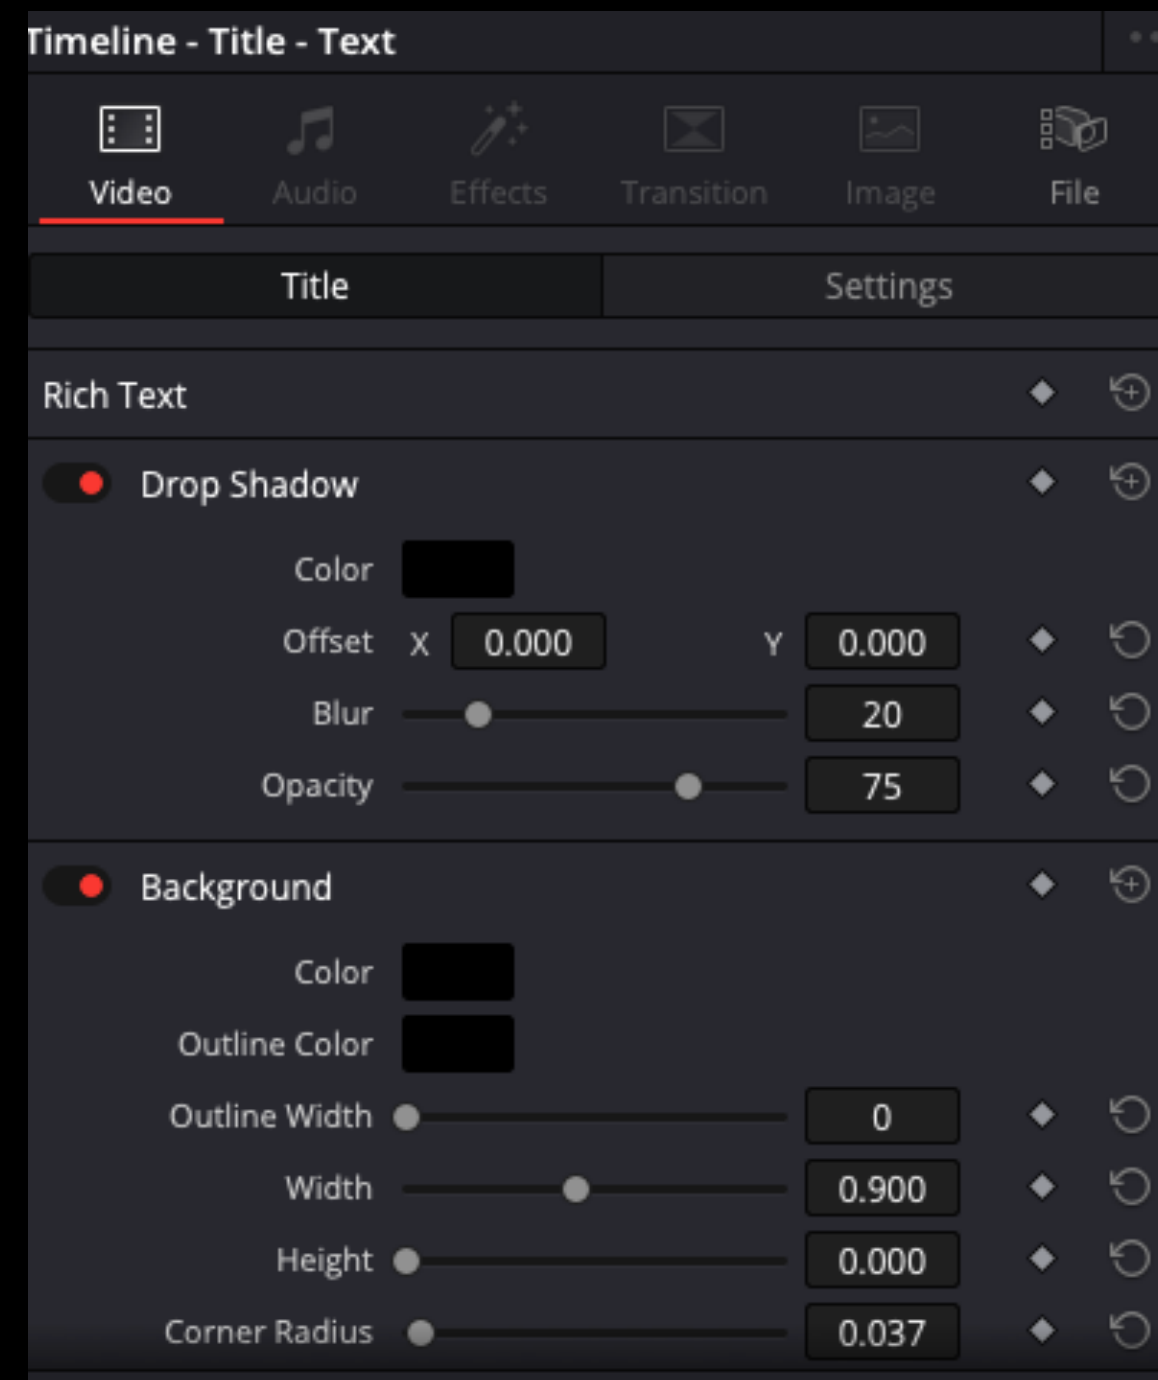 Timeline - Title - Text
Video Audio Effects Transition Image File
Title Settings
Rich Text
Drop Shadow
Color
Offset X 0.000 Y 0.000
Blur 20
Opacity 75
Background
Color
Outline Color
Outline Width 0
Width 0.900
Height 0.000
Corner Radius 0.037